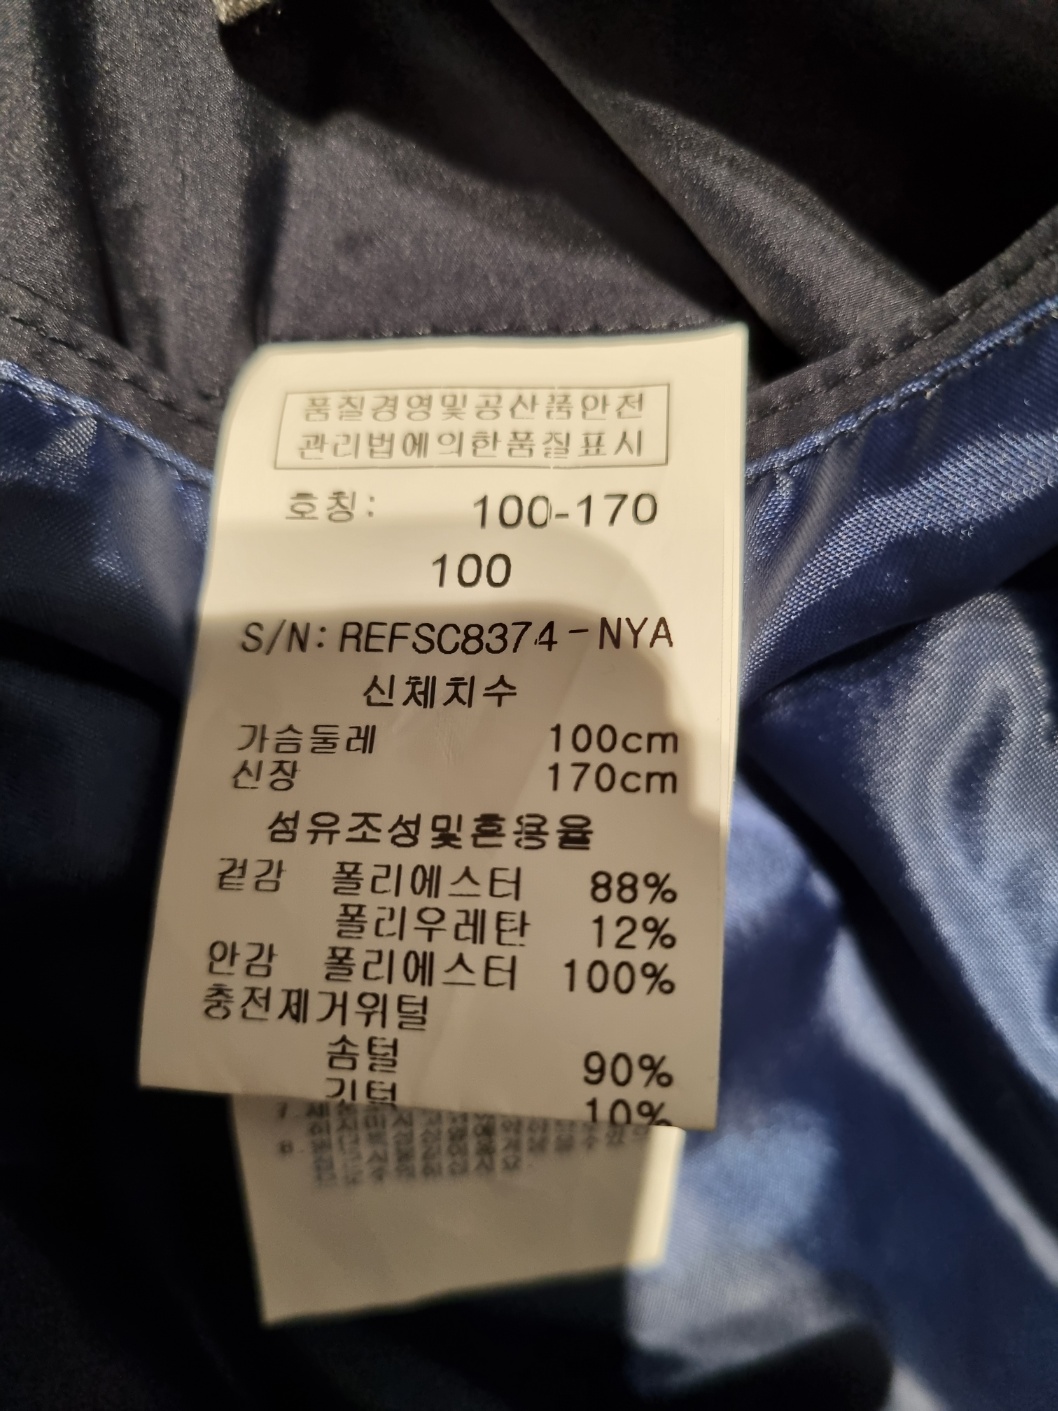 품질경영및공산품안전
관리법에의한품질표시
호칭: 100-170
100
S/N: REFSC8374-NYA
신체치수
가슴둘레 100cm
신장 170cm
섬유조성및혼용율
겉감 폴리에스터 88%
폴리우레탄 12%
안감 폴리에스터 100%
충전제거위털
솜털 90%
깃털 10%